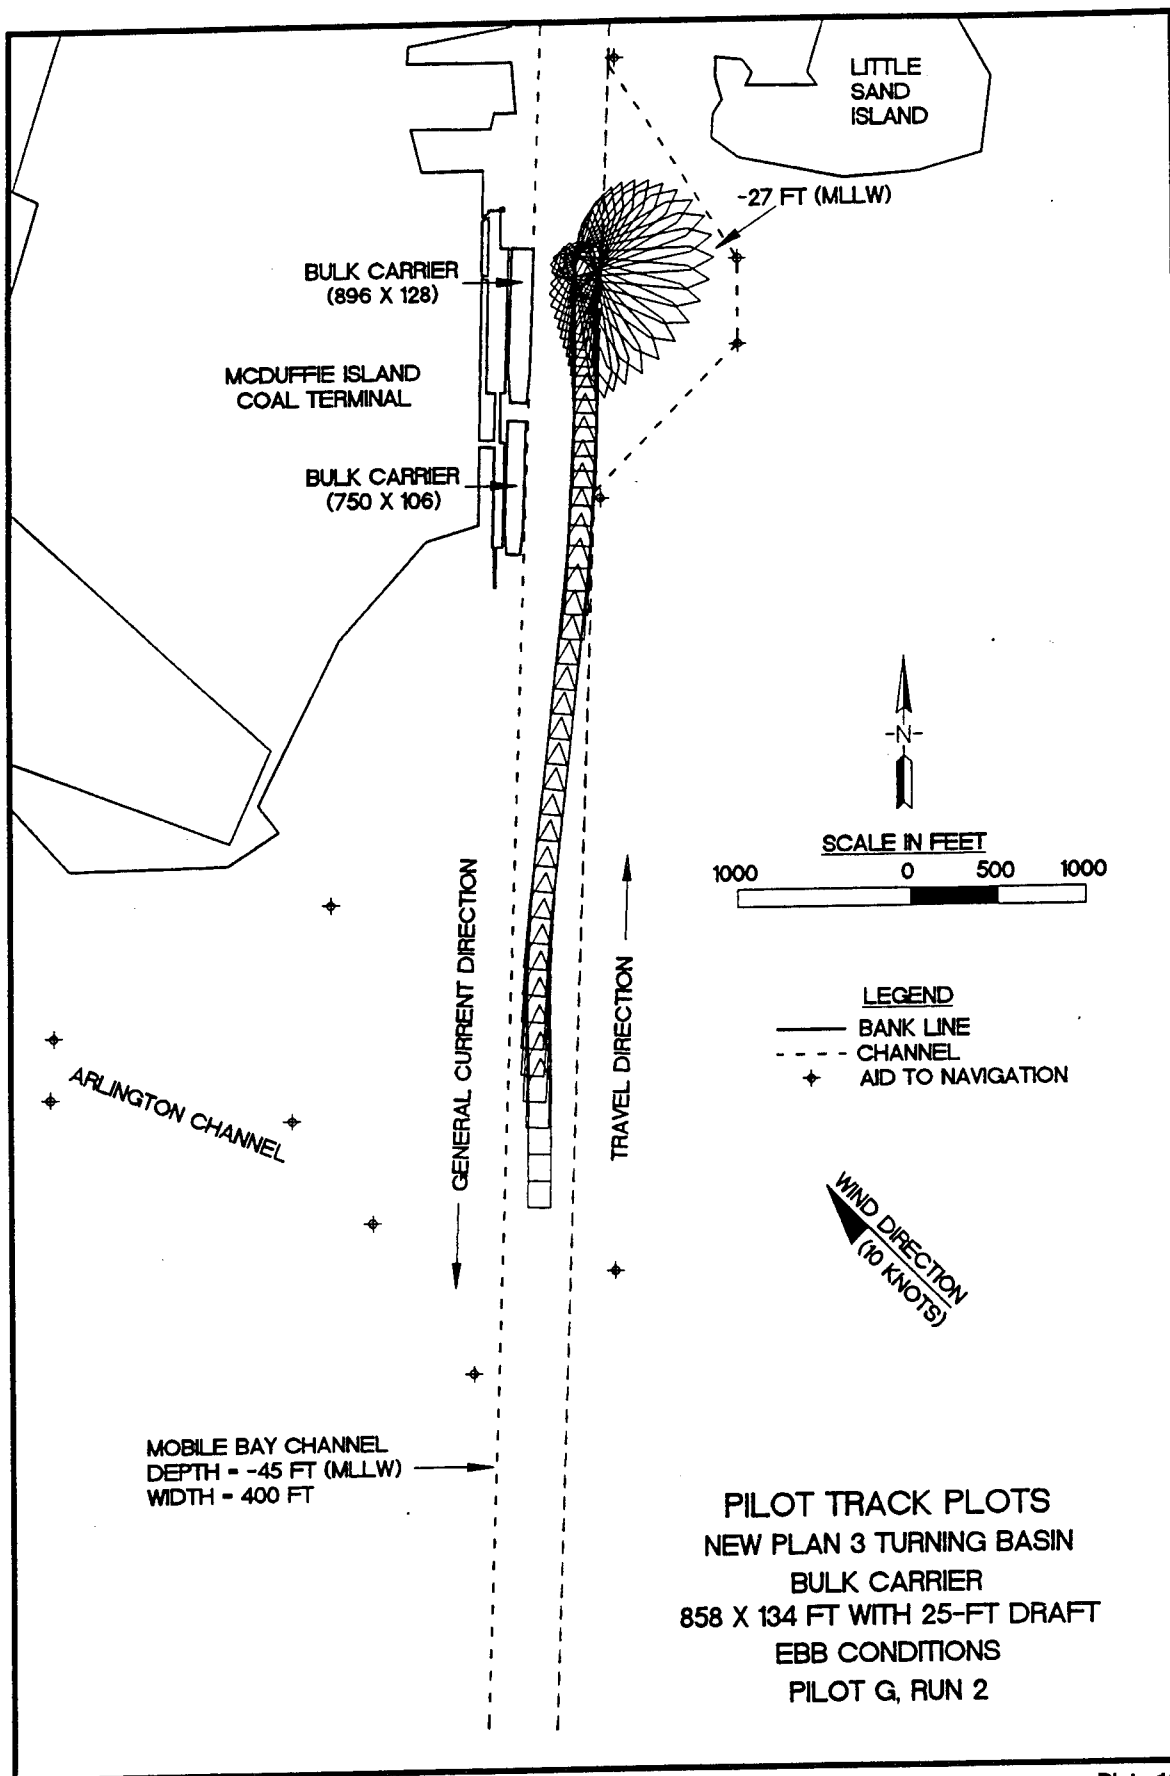 LITTLE
SAND
ISLAND
-27 FT (MLLW)
BULK CARRIER
(896 X 128)
MCDUFFIE ISLAND
COAL TERMINAL
BULK CARRIER
(750 X 106)
-N-
SCALE IN FEET
1000 0 500 1000
GENERAL CURRENT DIRECTION
TRAVEL DIRECTION
LEGEND
BANK LINE
CHANNEL
AID TO NAVIGATION
ARLINGTON CHANNEL
WIND DIRECTION
(10 KNOTS)
MOBILE BAY CHANNEL
DEPTH = -45 FT (MLLW)
WIDTH = 400 FT
PILOT TRACK PLOTS
NEW PLAN 3 TURNING BASIN
BULK CARRIER
858 X 134 FT WITH 25-FT DRAFT
EBB CONDITIONS
PILOT G, RUN 2